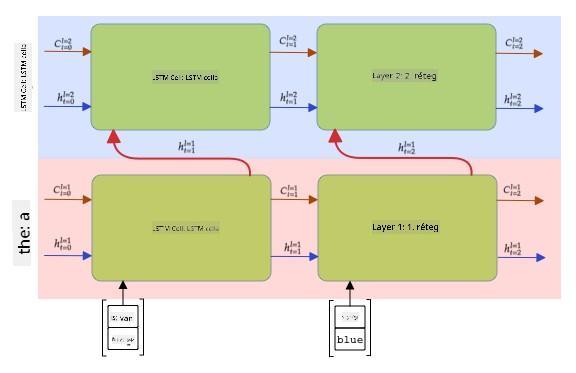 LSTM Cell: LSTM cella
C_{t=0}^{l=2}
h_{t=0}^{l=2}
LSTM Cell: LSTM cella
C_{t=1}^{l=2}
h_{t=1}^{l=2}
Layer 2: 2. réteg
C_{t=2}^{l=2}
h_{t=2}^{l=2}
h_{t=1}^{l=1}
h_{t=2}^{l=1}
the: a
C_{t=0}^{l=1}
h_{t=0}^{l=1}
LSTM Cell: LSTM cella
C_{t=1}^{l=1}
h_{t=1}^{l=1}
Layer 1: 1. réteg
C_{t=2}^{l=1}
h_{t=2}^{l=1}
is: van
blue